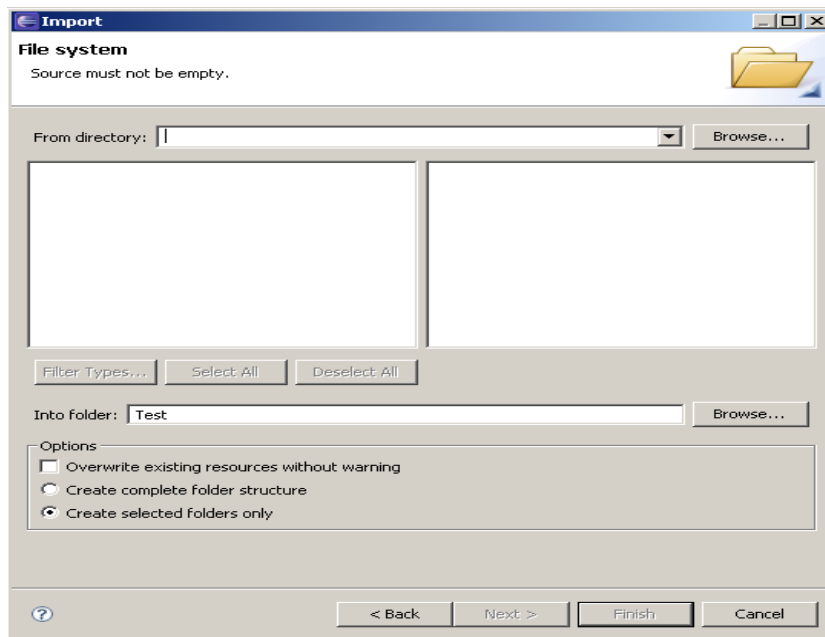 Import
File system
Source must not be empty.
From directory: Browse...
Filter Types... Select All Deselect All
Into folder: Test Browse...
Options
Overwrite existing resources without warning
Create complete folder structure
Create selected folders only
? < Back Next > Finish Cancel